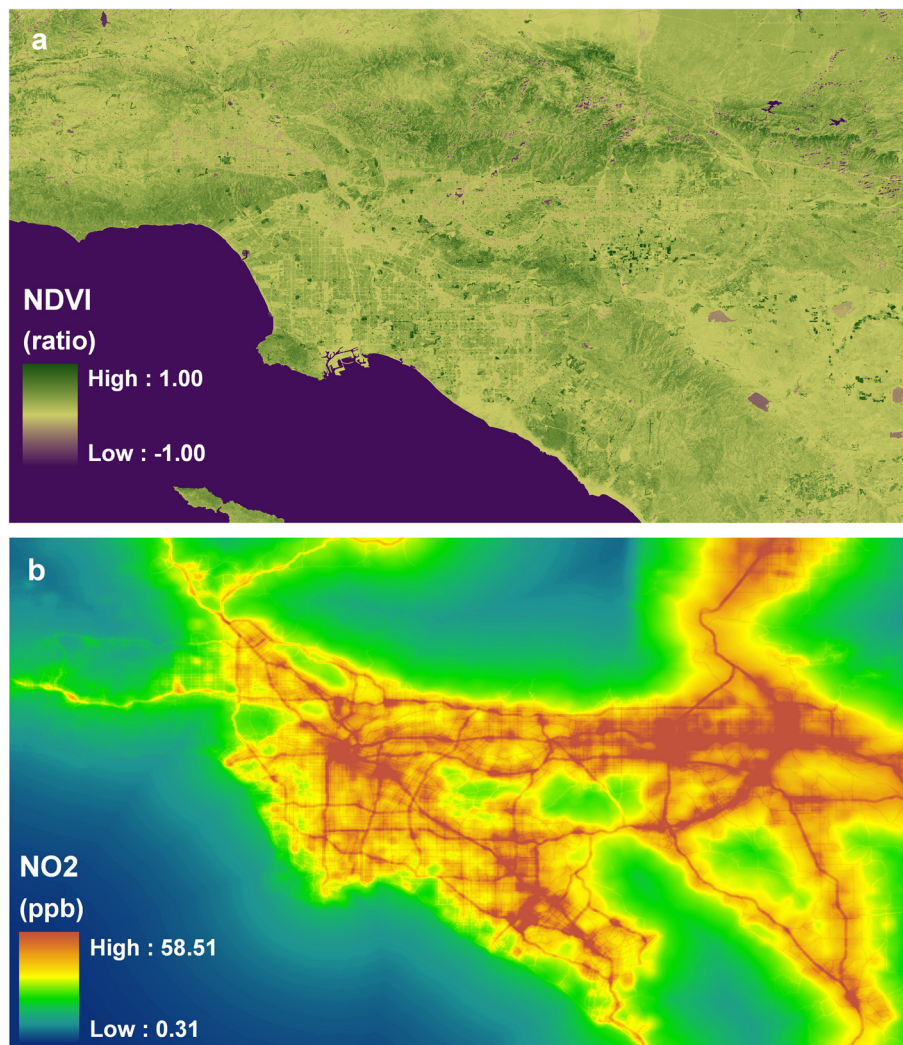 a
NDVI
(ratio)
High : 1.00
Low : -1.00
b
NO2
(ppb)
High : 58.51
Low : 0.31